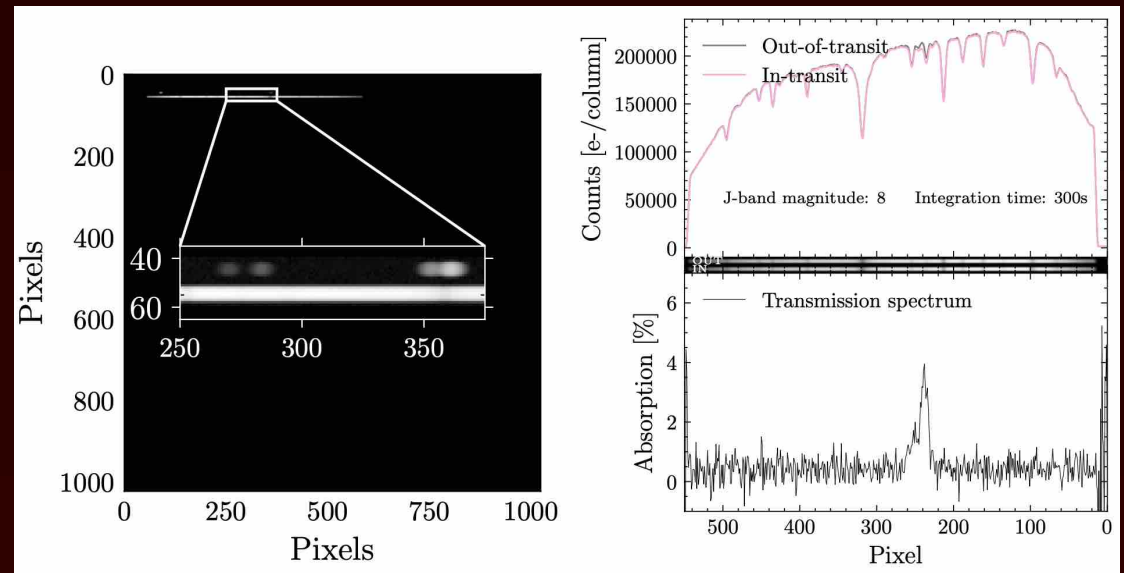 0
200
400
600
800
1000
Pixels
40
60
250
300
350
0
250
500
750
1000
Pixels
Counts [e-/column]
200000
150000
100000
50000
0
Out-of-transit
In-transit
J-band magnitude: 8
Integration time: 300s
OUT
IN
Absorption [%]
6
4
2
0
Transmission spectrum
500
400
300
200
100
0
Pixel